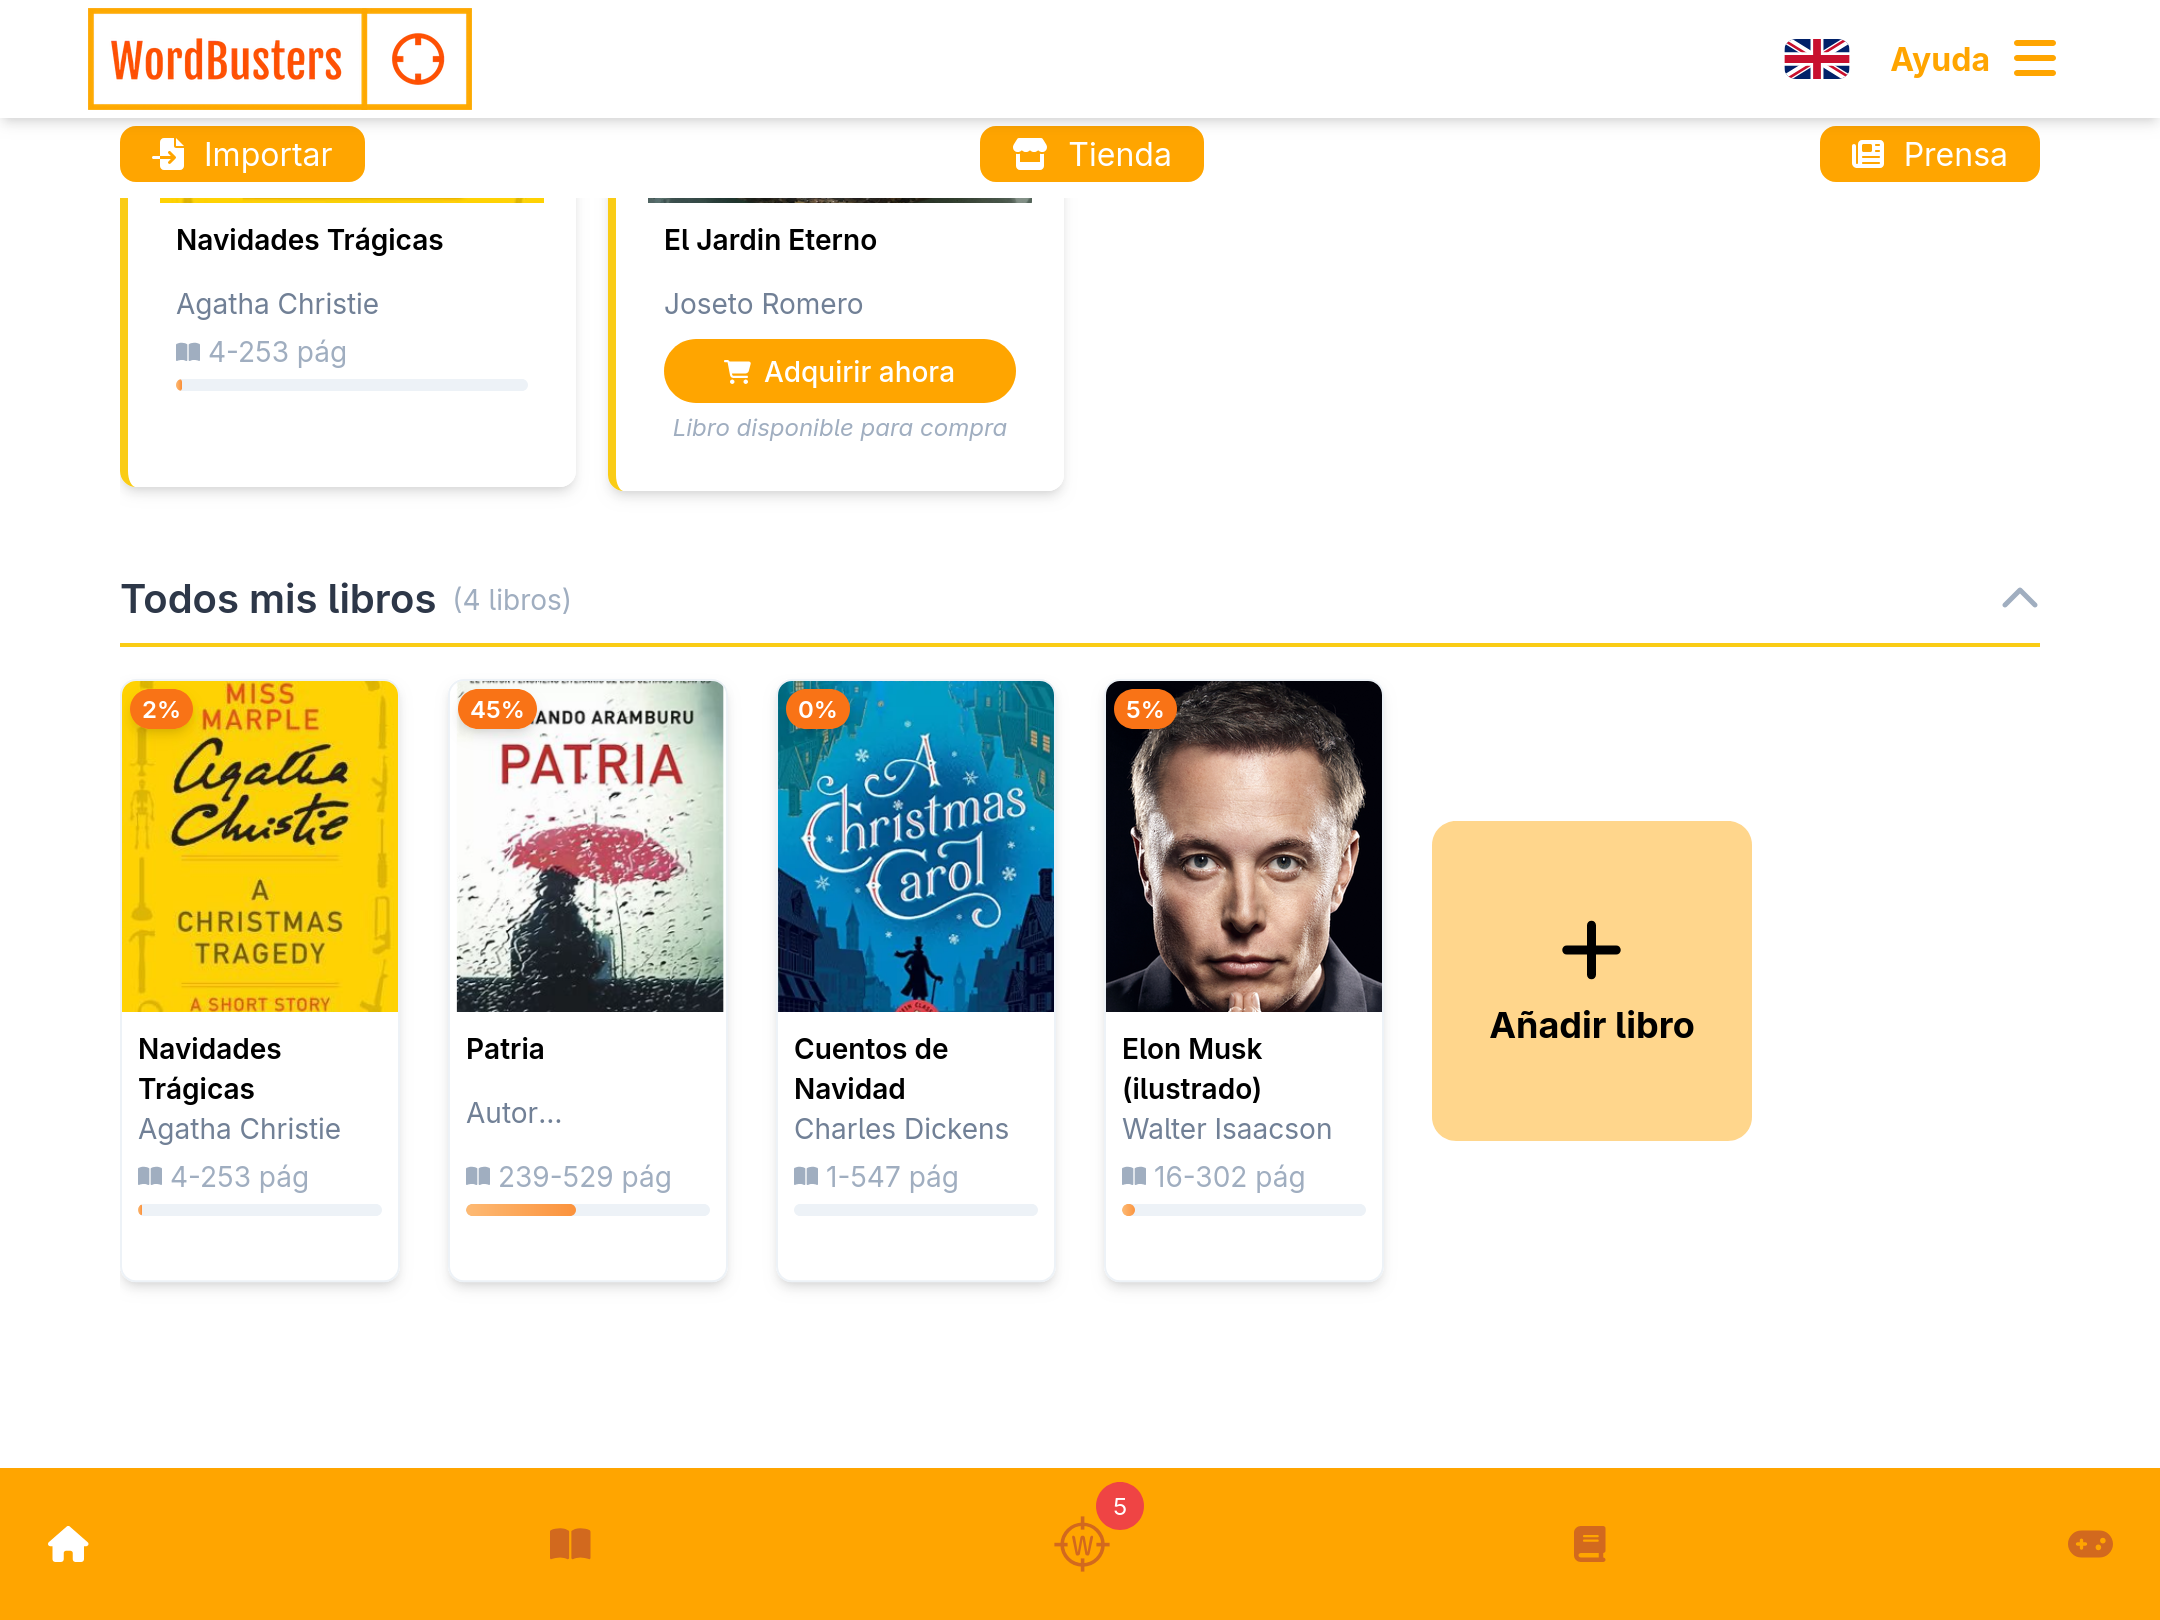 WordBusters
Ayuda
Importar
Tienda
Prensa
Navidades Trágicas
Agatha Christie
4-253 pág
El Jardin Eterno
Joseto Romero
Adquirir ahora
Libro disponible para compra
Todos mis libros (4 libros)
2%
MISS
MARPLE
Agatha
Christie
A
CHRISTMAS
TRAGEDY
A SHORT STORY
Navidades
Trágicas
Agatha Christie
4-253 pág
45%
ANDO ARAMBURU
PATRIA
Patria
Autor...
239-529 pág
0%
A
Christmas
Carol
Cuentos de
Navidad
Charles Dickens
1-547 pág
5%
Elon Musk
(ilustrado)
Walter Isaacson
16-302 pág
Añadir libro
W
5